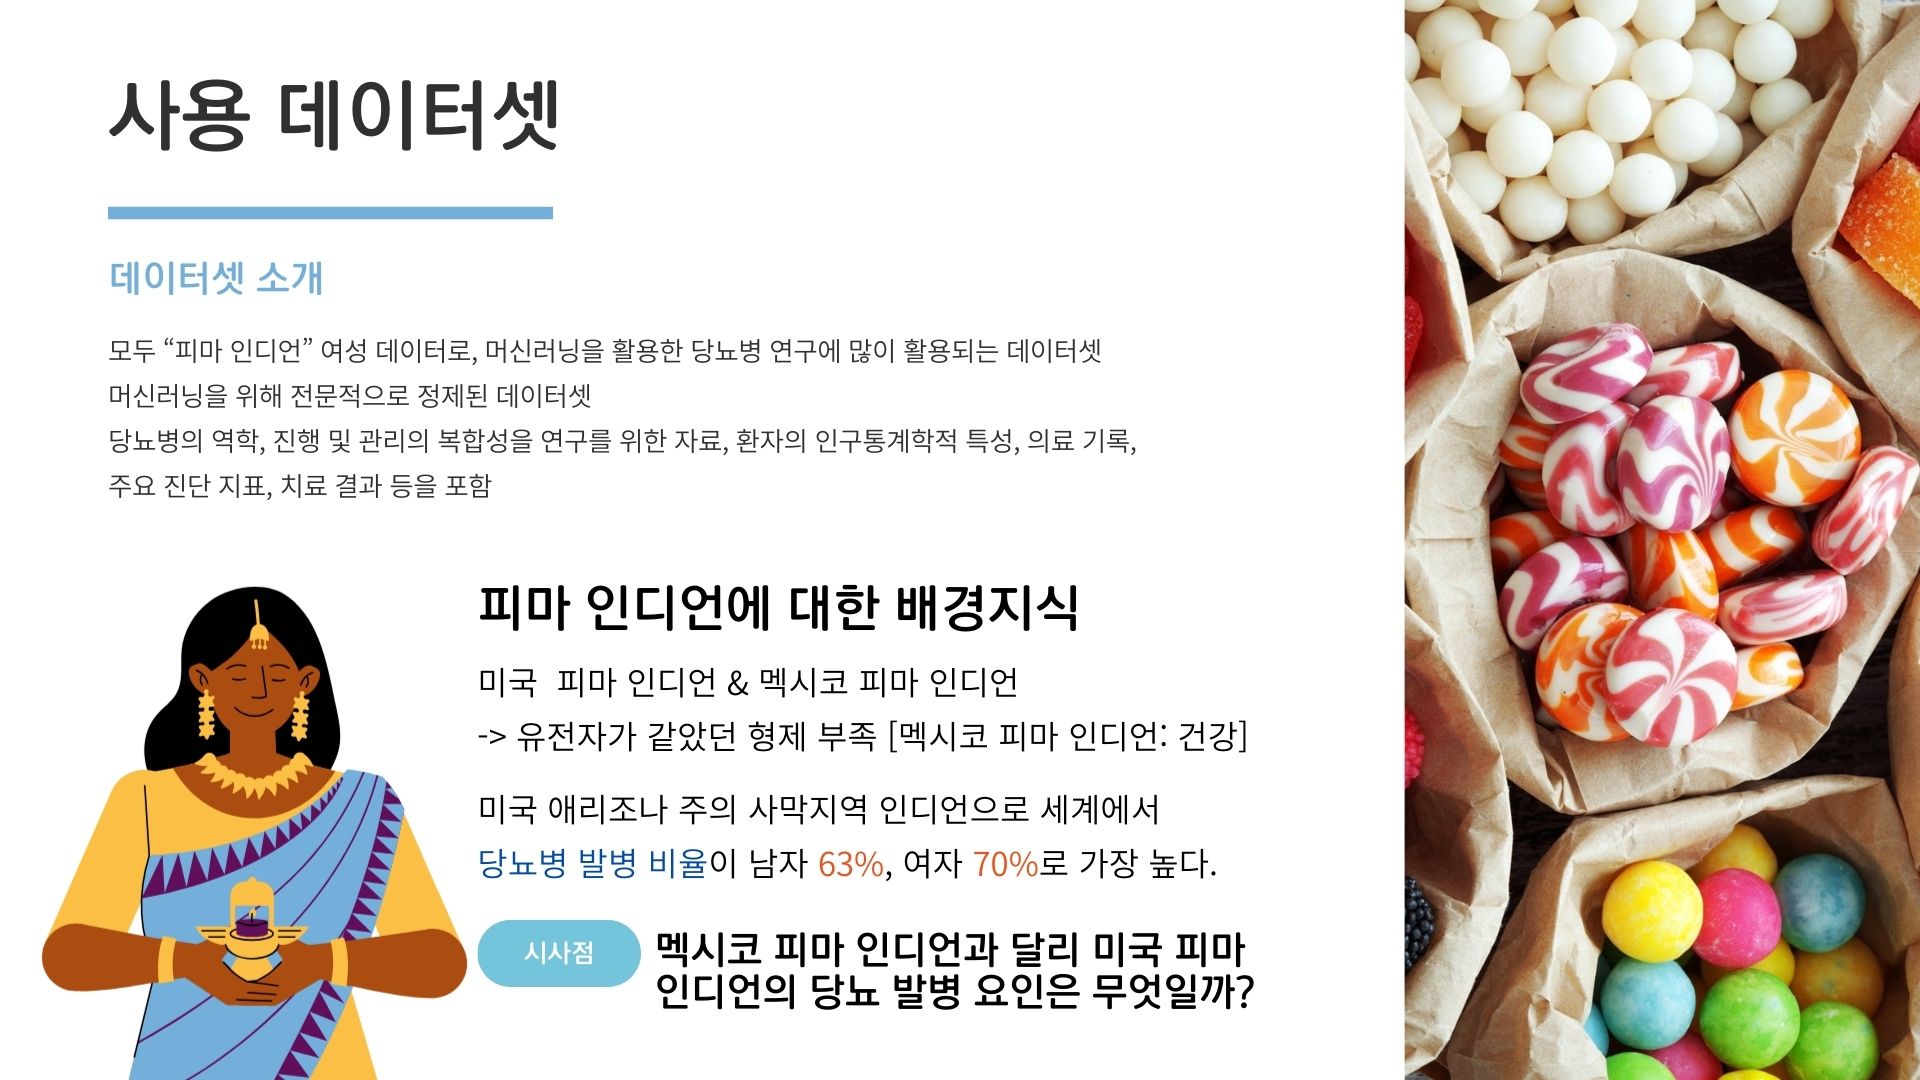 사용 데이터셋
데이터셋 소개
모두 “피마 인디언” 여성 데이터로, 머신러닝을 활용한 당뇨병 연구에 많이 활용되는 데이터셋
머신러닝을 위해 전문적으로 정제된 데이터셋
당뇨병의 역학, 진행 및 관리의 복합성을 연구를 위한 자료, 환자의 인구통계학적 특성, 의료 기록,
주요 진단 지표, 치료 결과 등을 포함
피마 인디언에 대한 배경지식
미국  피마 인디언 & 멕시코 피마 인디언
-> 유전자가 같았던 형제 부족 [멕시코 피마 인디언: 건강]
미국 애리조나 주의 사막지역 인디언으로 세계에서
당뇨병 발병 비율이 남자 63%, 여자 70%로 가장 높다.
시사점
멕시코 피마 인디언과 달리 미국 피마
인디언의 당뇨 발병 요인은 무엇일까?